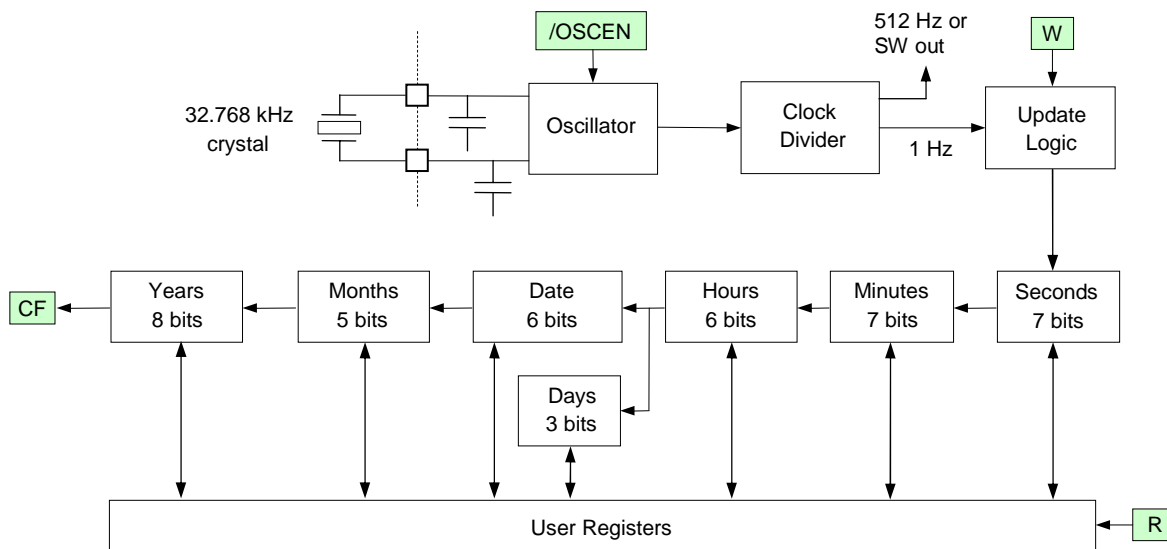 /OSCEN
512 Hz or
SW out
W
32.768 kHz
crystal
Oscillator
Clock
Divider
1 Hz
Update
Logic
CF
Years
8 bits
Months
5 bits
Date
6 bits
Hours
6 bits
Minutes
7 bits
Seconds
7 bits
Days
3 bits
User Registers
R